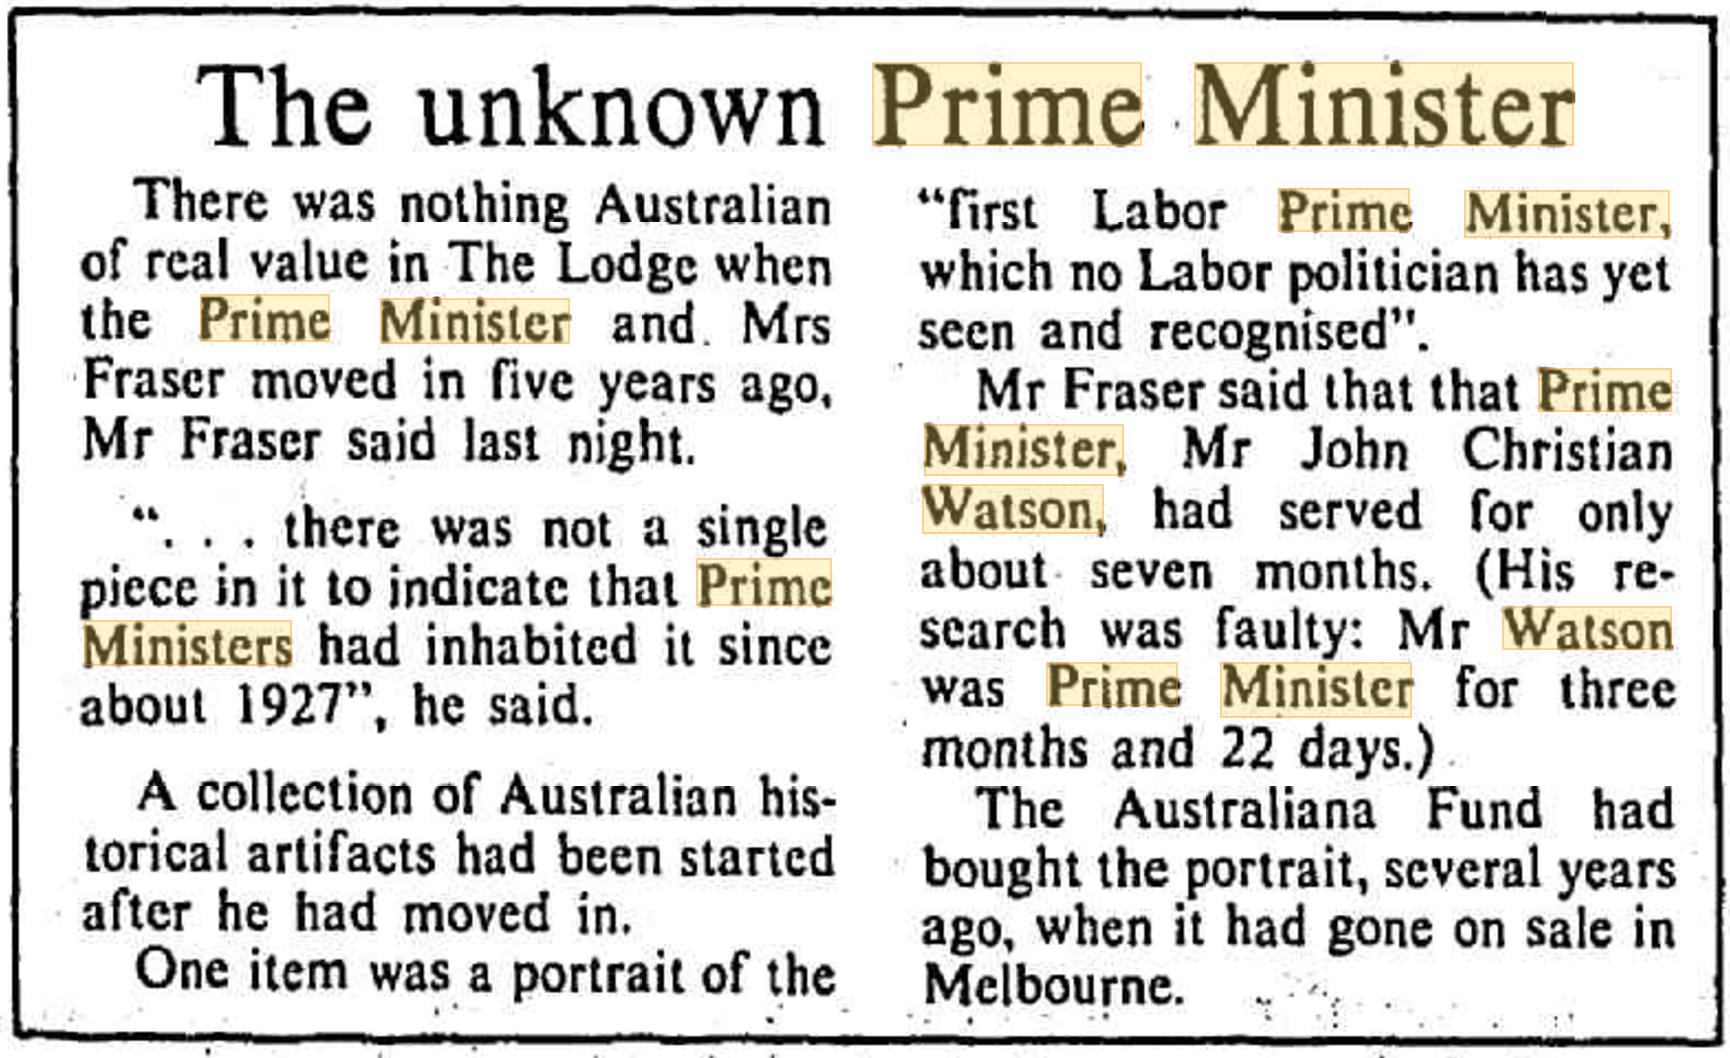 The unknown Prime Minister
There was nothing Australian
of real value in The Lodge when
the Prime Minister and Mrs
Fraser moved in five years ago,
Mr Fraser said last night.
“. . . there was not a single
piece in it to indicate that Prime
Ministers had inhabited it since
about 1927”, he said.
A collection of Australian his-
torical artifacts had been started
after he had moved in.
One item was a portrait of the
“first Labor Prime Minister,
which no Labor politician has yet
seen and recognised”.
Mr Fraser said that that Prime
Minister, Mr John Christian
Watson, had served for only
about seven months. (His re-
search was faulty: Mr Watson
was Prime Minister for three
months and 22 days.)
The Australiana Fund had
bought the portrait, several years
ago, when it had gone on sale in
Melbourne.